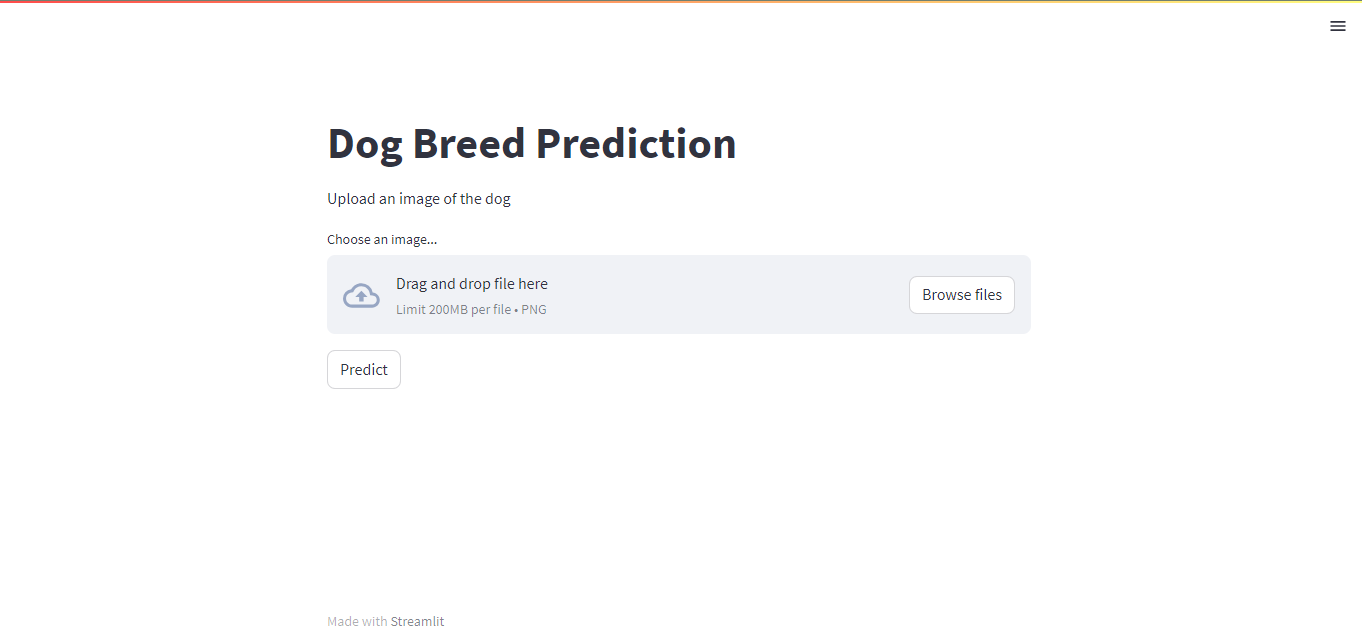 Dog Breed Prediction
Upload an image of the dog
Choose an image...
Drag and drop file here
Limit 200MB per file • PNG
Browse files
Predict
Made with Streamlit